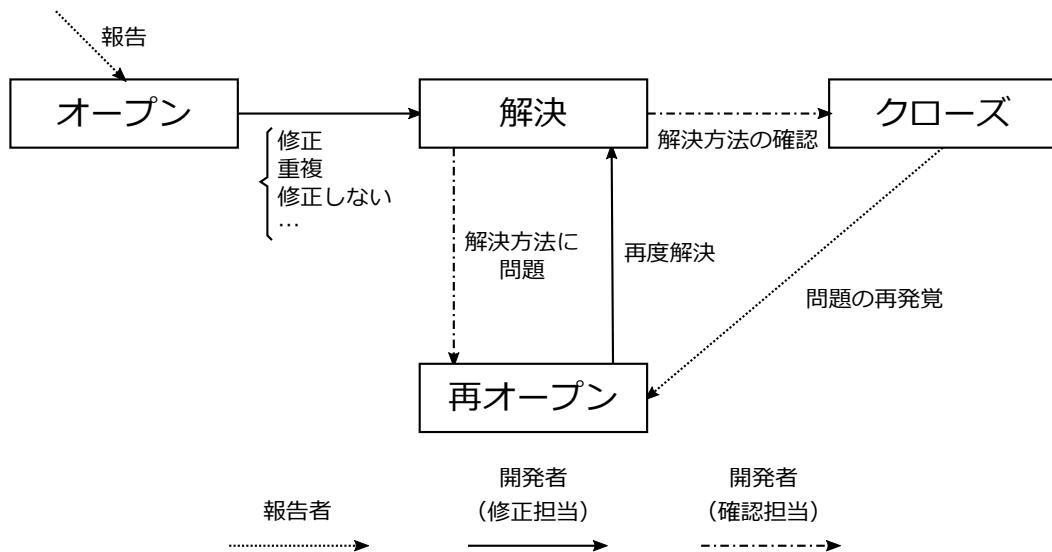 報告
オープン
解決
クローズ
修正
重複
修正しない
…
解決方法の確認
解決方法に
問題
再度解決
問題の再発覚
再オープン
報告者
開発者
（修正担当）
開発者
（確認担当）